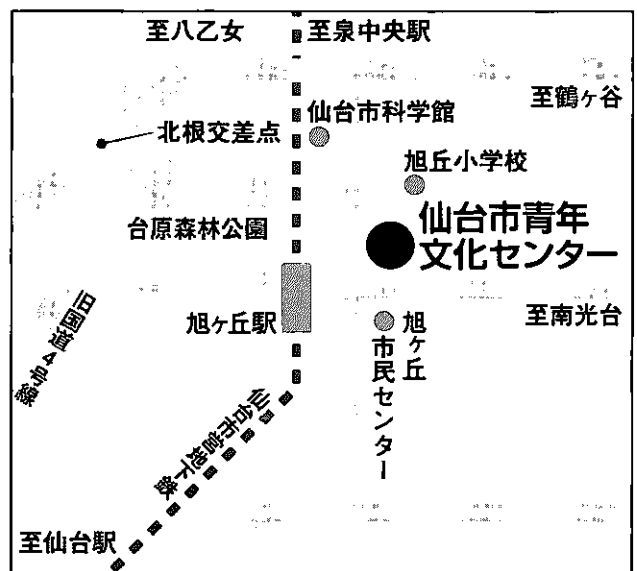 至八乙女
至泉中央駅
至鶴ヶ谷
仙台市科学館
北根交差点
旭丘小学校
仙台市青年
文化センター
台原森林公園
旭ヶ丘駅
至南光台
旭ヶ丘
市民センター
旧国道4号線
仙台市営地下鉄
至仙台駅